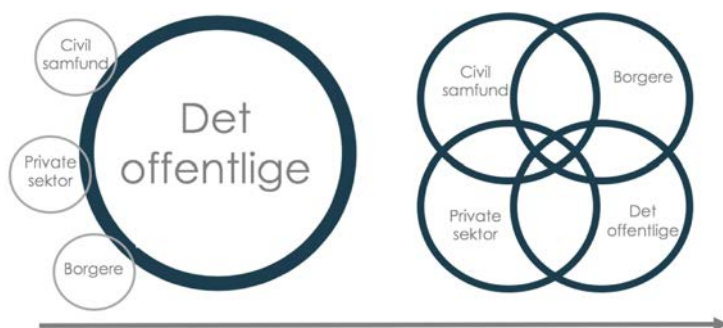 Civil
samfund
Private
sektor
Borgere
Det
offentlige
Civil
samfund
Borgere
Private
sektor
Det
offentlige